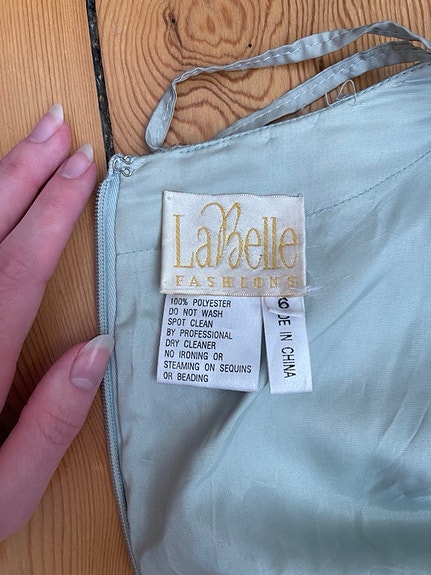 LaBelle
FASHIONS
100% POLYESTER
DO NOT WASH
SPOT CLEAN
BY PROFESSIONAL
DRY CLEANER
NO IRONING OR
STEAMING ON SEQUINS
OR BEADING
6
DE IN CHINA